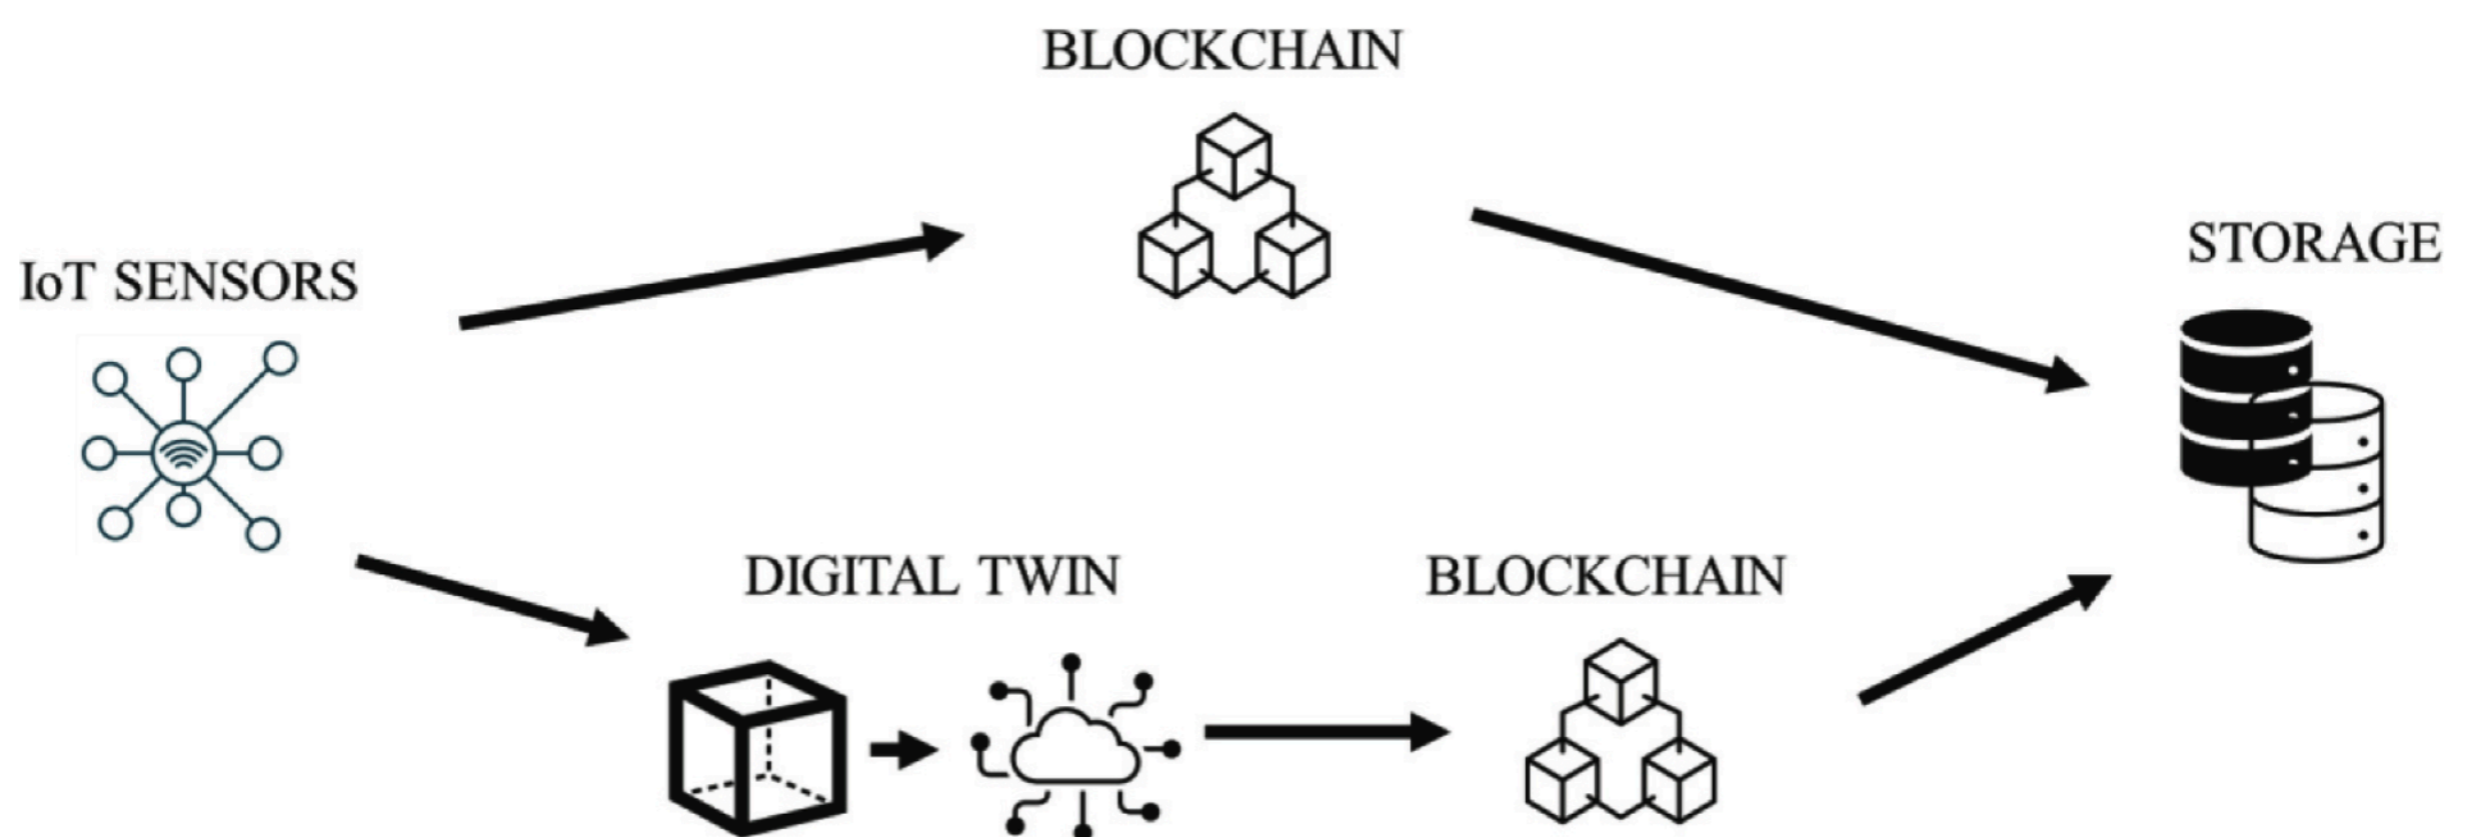 BLOCKCHAIN
STORAGE
IoT SENSORS
DIGITAL TWIN
BLOCKCHAIN